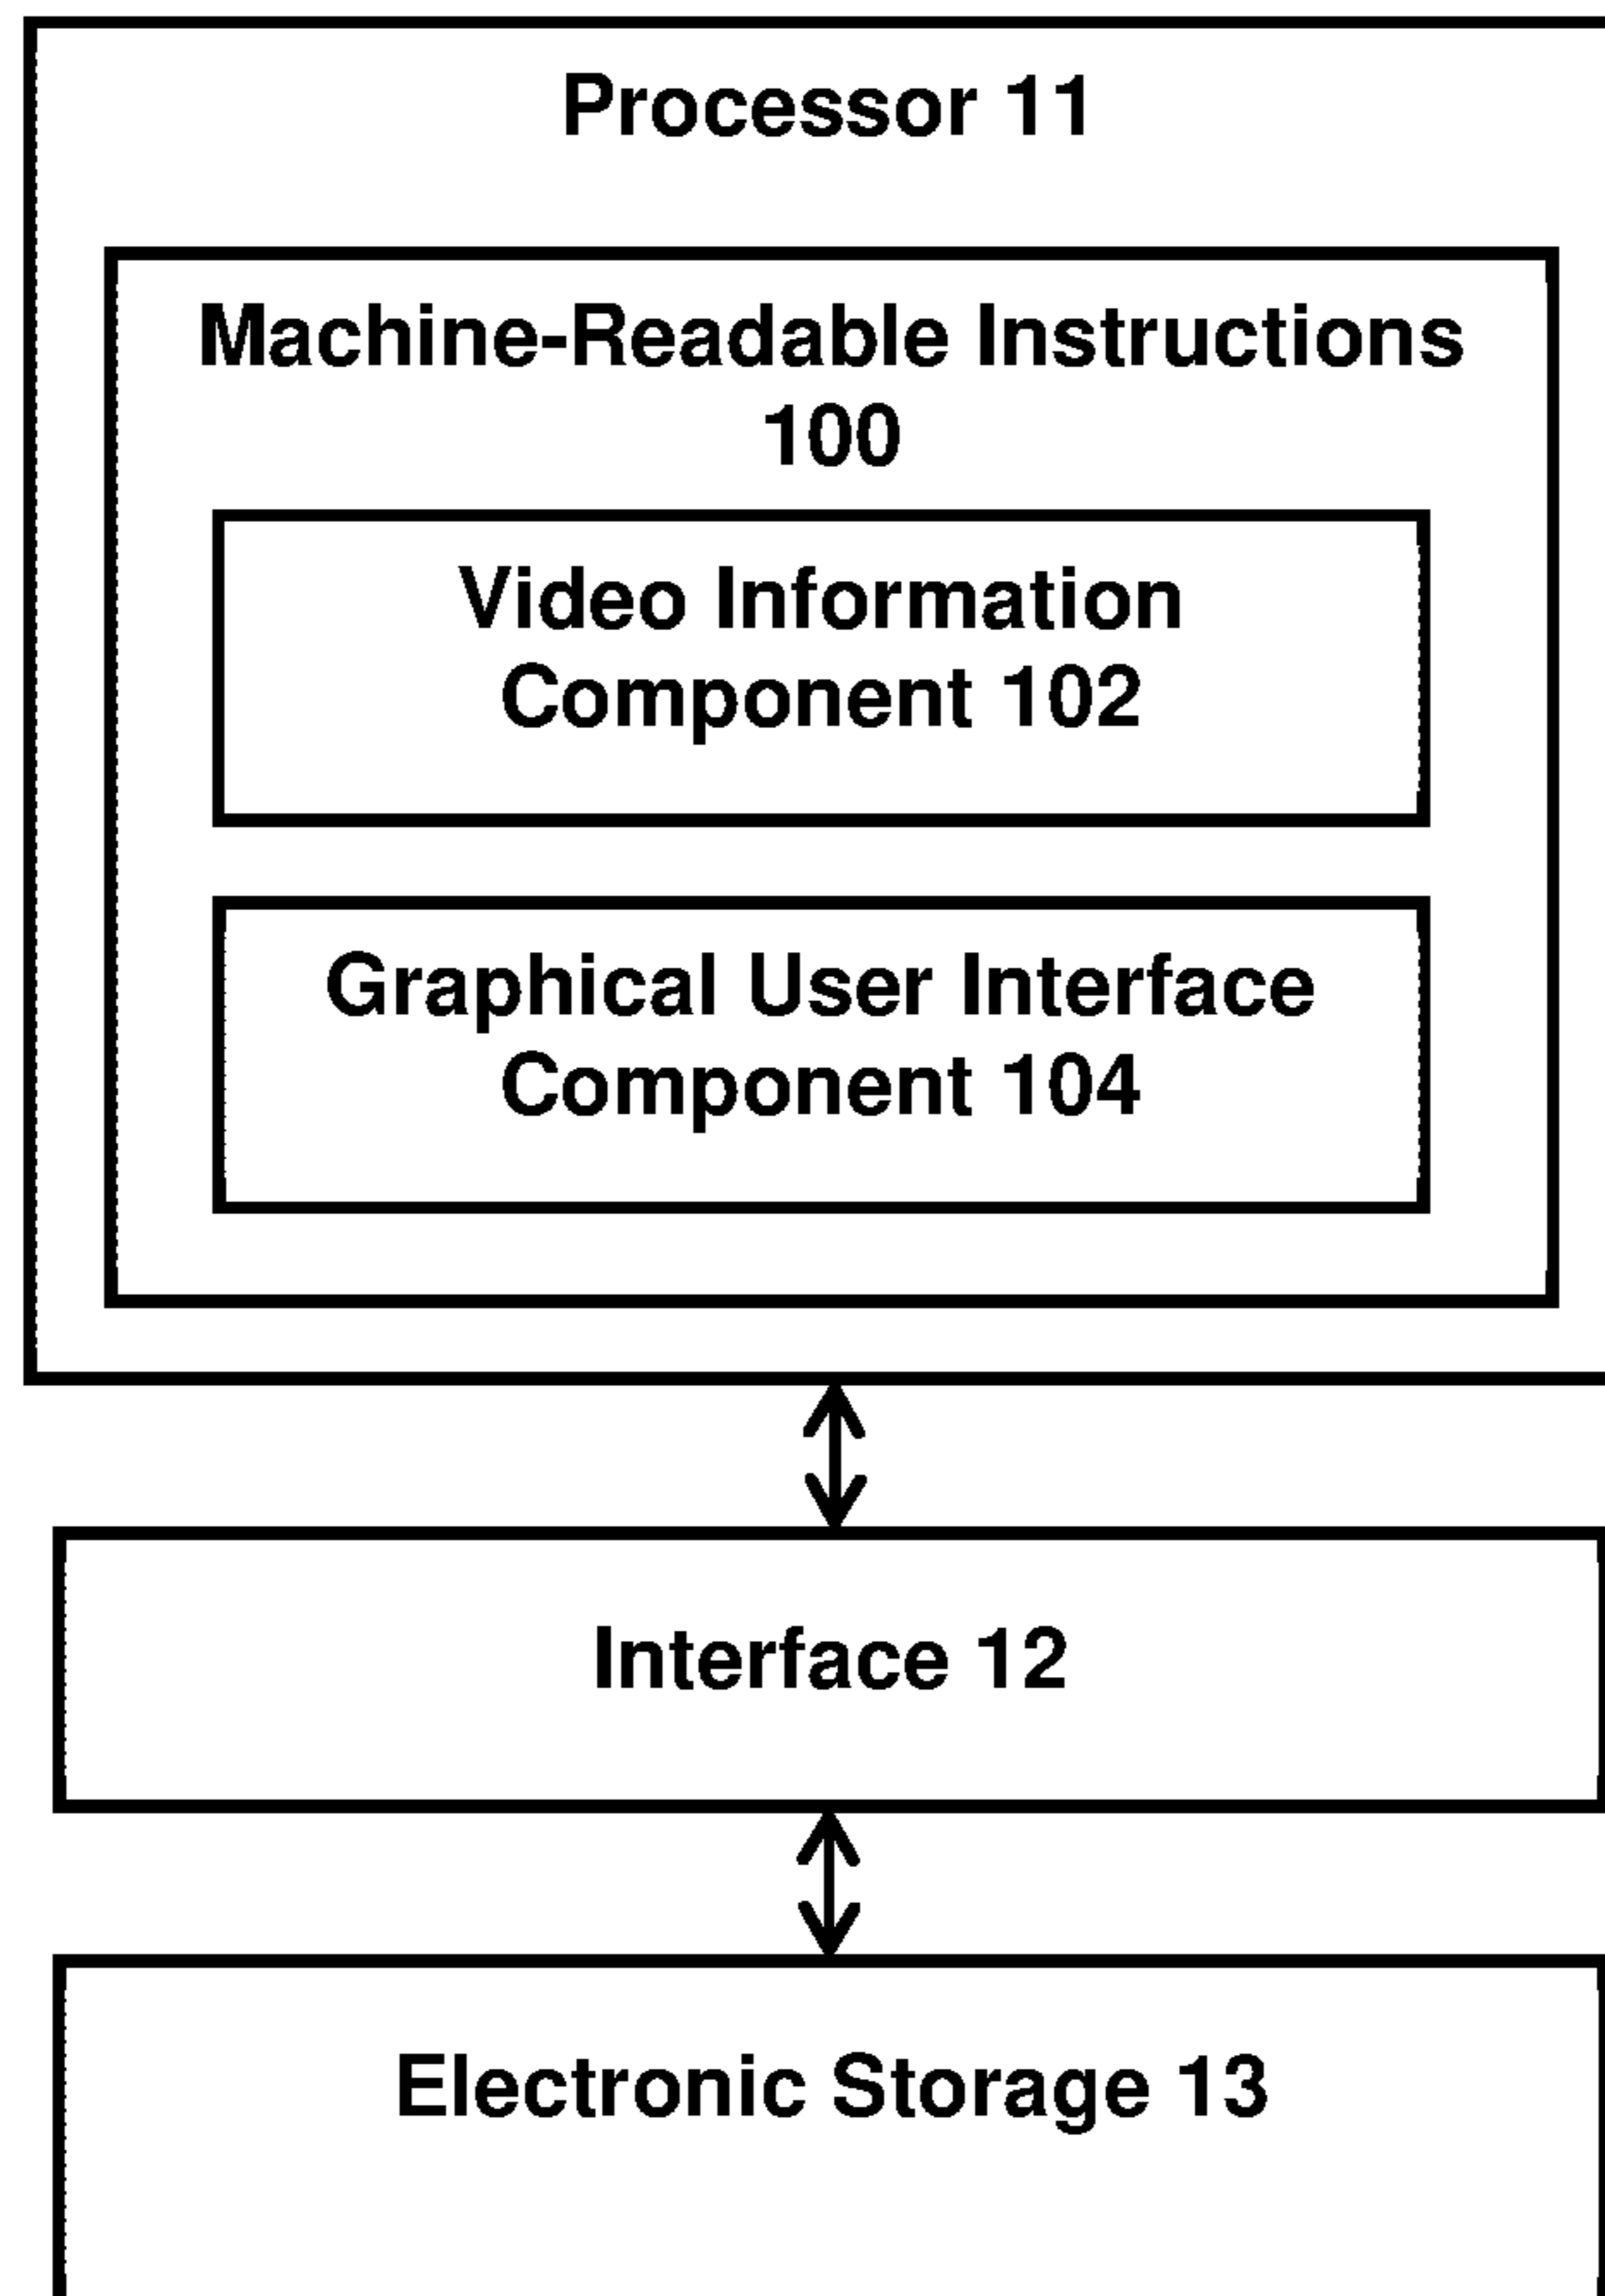 Processor 11
Machine-Readable Instructions
100
Video Information
Component 102
Graphical User Interface
Component 104
Interface 12
Electronic Storage 13